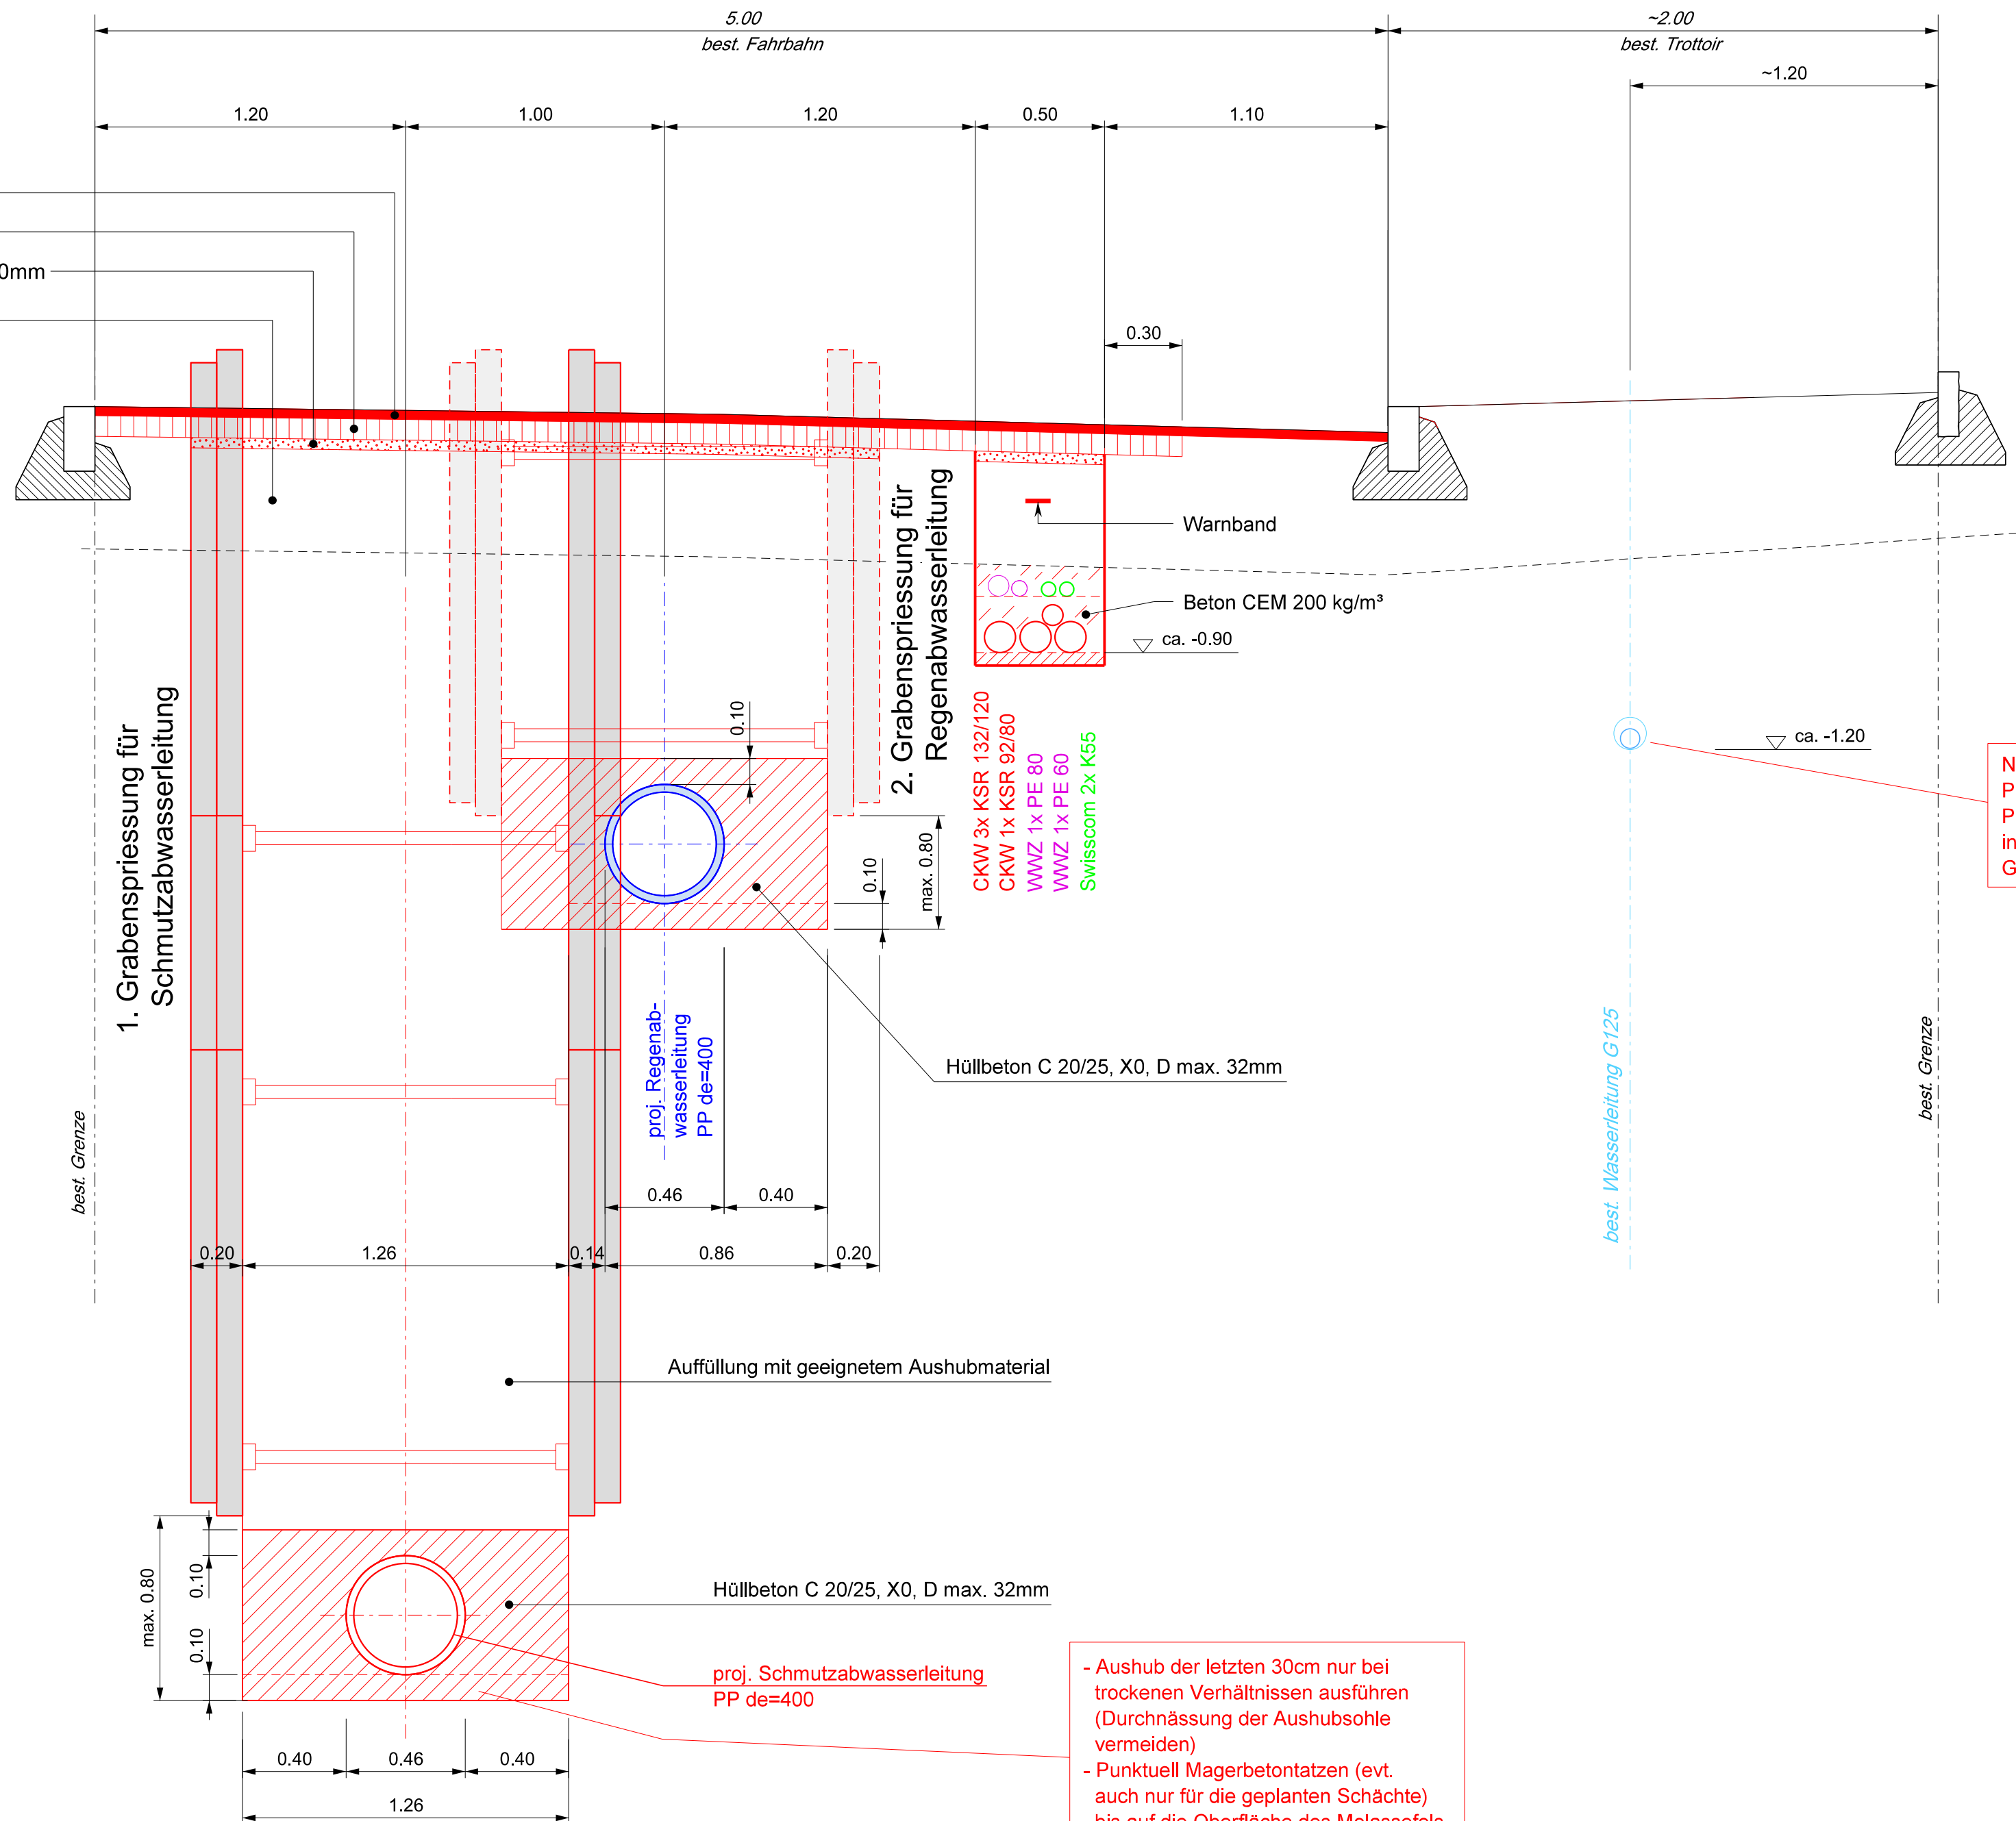 5.00
best. Fahrbahn
~2.00
best. Trottoir
~1.20
1.20
1.00
1.20
0.50
1.10
0mm
0.30
Warnband
Beton CEM 200 kg/m³
ca. -0.90
ca. -1.20
1. Grabenspriessung für
Schmutzabwasserleitung
2. Grabenspriessung für
Regenabwasserleitung
0.10
0.10
max. 0.80
CKW 3x KSR 132/120
CKW 1x KSR 92/80
WWZ 1x PE 80
WWZ 1x PE 60
Swisscom 2x K55
N
P
P
in
G
proj. Regenab-
wasserleitung
PP de=400
Hüllbeton C 20/25, X0, D max. 32mm
best. Grenze
best. Wasserleitung G125
best. Grenze
0.46
0.40
0.20
1.26
0.14
0.86
0.20
Auffüllung mit geeignetem Aushubmaterial
max. 0.80
0.10
0.10
Hüllbeton C 20/25, X0, D max. 32mm
proj. Schmutzabwasserleitung
PP de=400
0.40
0.46
0.40
1.26
- Aushub der letzten 30cm nur bei
trockenen Verhältnissen ausführen
(Durchnässung der Aushubsohle
vermeiden)
- Punktuell Magerbetontatzen (evt.
auch nur für die geplanten Schächte)
bis auf die Oberfläche des Molassefels